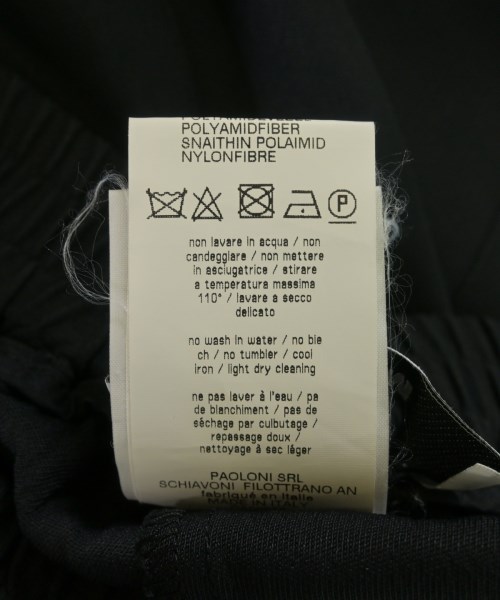 POLYAMIDFIBER
SNAITHIN POLAIMID
NYLONFIBRE
P
non lavare in acqua / non
candeggiare / non mettere
in asciugatrice / stirare
a temperatura massima
110° / lavare a secco
delicato
no wash in water / no ble
ch / no tumbler / cool
iron / light dry cleaning
ne pas laver à l'eau / pa
de blanchiment / pas de
séchage par culbutage /
repassage doux /
nettoyage à sec léger
PAOLONI SRL
SCHIAVONI FILOTTRANO AN
fabriqué en Italie
MADE IN ITALY